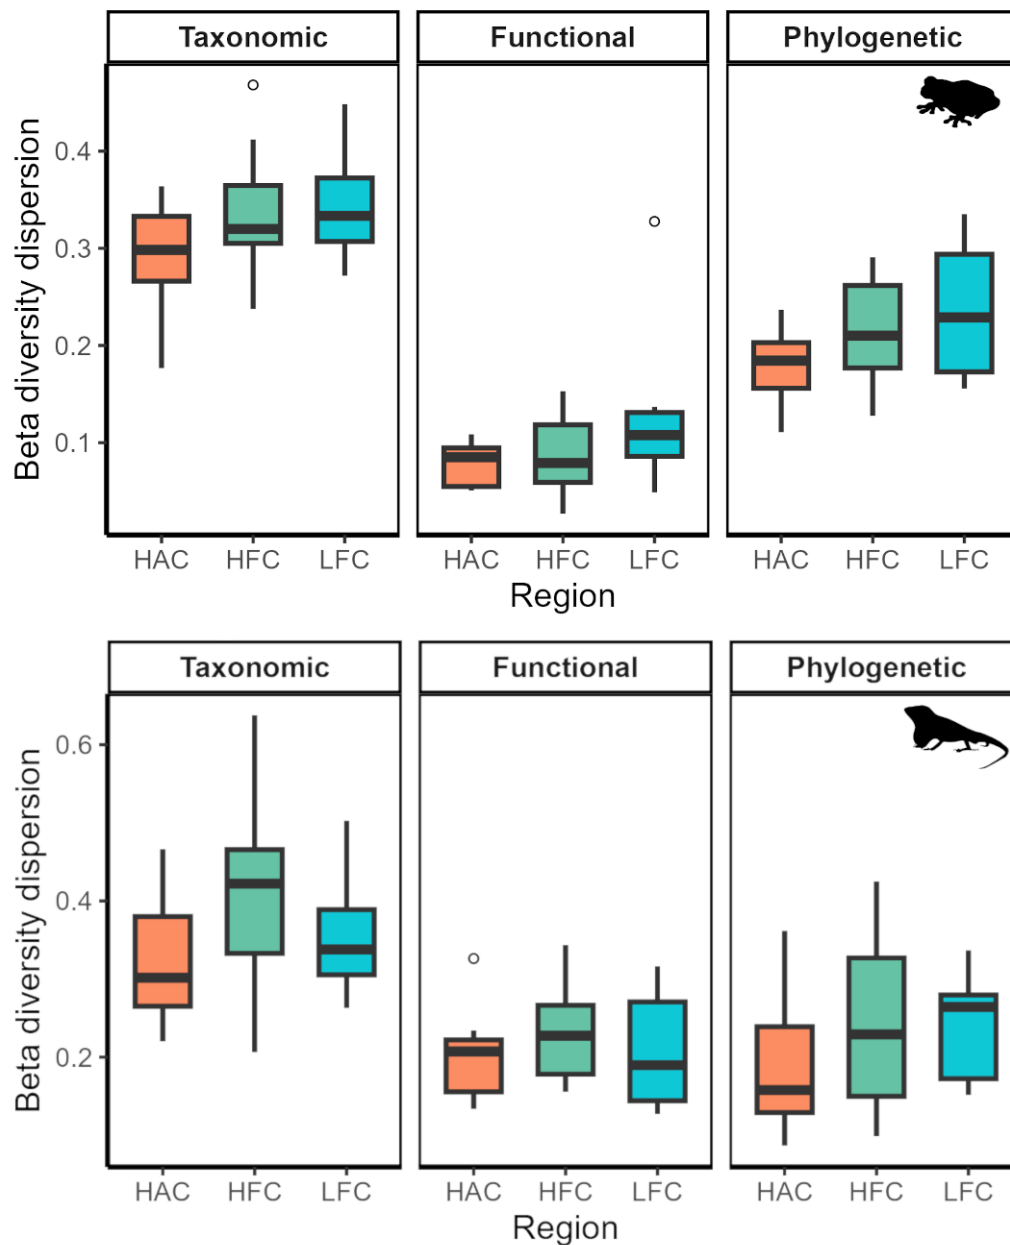 Taxonomic Functional Phylogenetic
Beta diversity dispersion
0.4
0.3
0.2
0.1
HAC HFC LFC HAC HFC LFC HAC HFC LFC
Region
Taxonomic Functional Phylogenetic
Beta diversity dispersion
0.6
0.4
0.2
HAC HFC LFC HAC HFC LFC HAC HFC LFC
Region